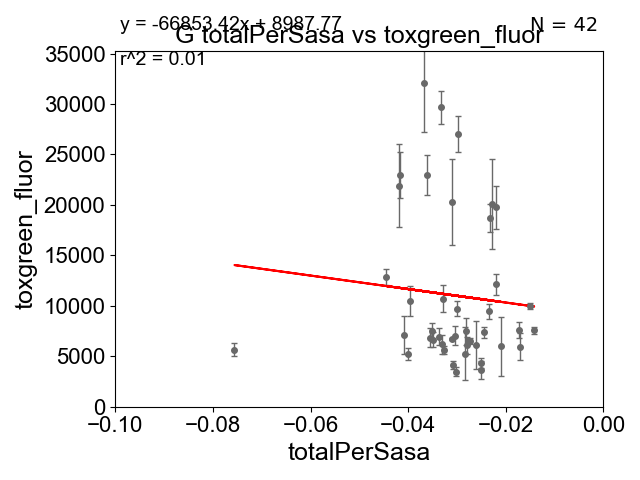 y = -66853.42x + 8987.77
N = 42
G totalPerSasa vs toxgreen_fluor
r^2 = 0.01
35000
30000
25000
20000
15000
10000
5000
0
toxgreen_fluor
−0.10
−0.08
−0.06
−0.04
−0.02
0.00
totalPerSasa